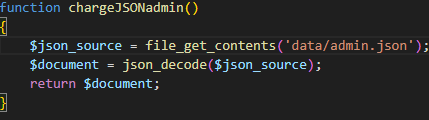 function chargeJSONadmin()
{
    $json_source = file_get_contents('data/admin.json');
    $document = json_decode($json_source);
    return $document;
}